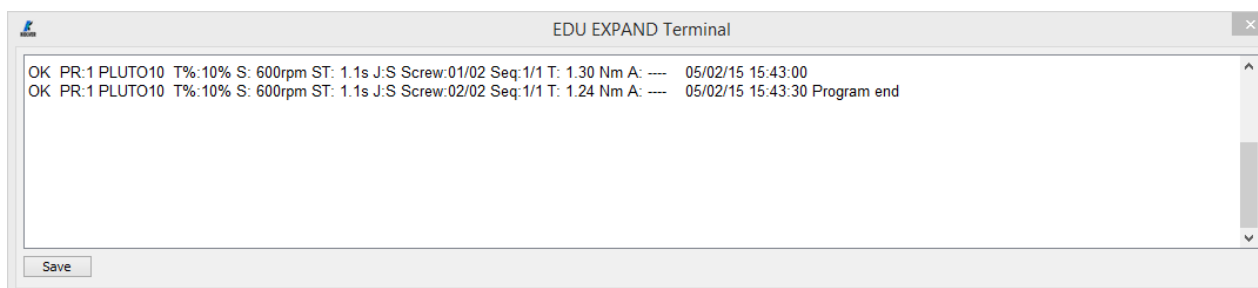 EDU EXPAND Terminal
OK PR:1 PLUTO10 T%:10% S: 600rpm ST: 1.1s J:S Screw:01/02 Seq:1/1 T: 1.30 Nm A: ---- 05/02/15 15:43:00
OK PR:1 PLUTO10 T%:10% S: 600rpm ST: 1.1s J:S Screw:02/02 Seq:1/1 T: 1.24 Nm A: ---- 05/02/15 15:43:30 Program end
Save